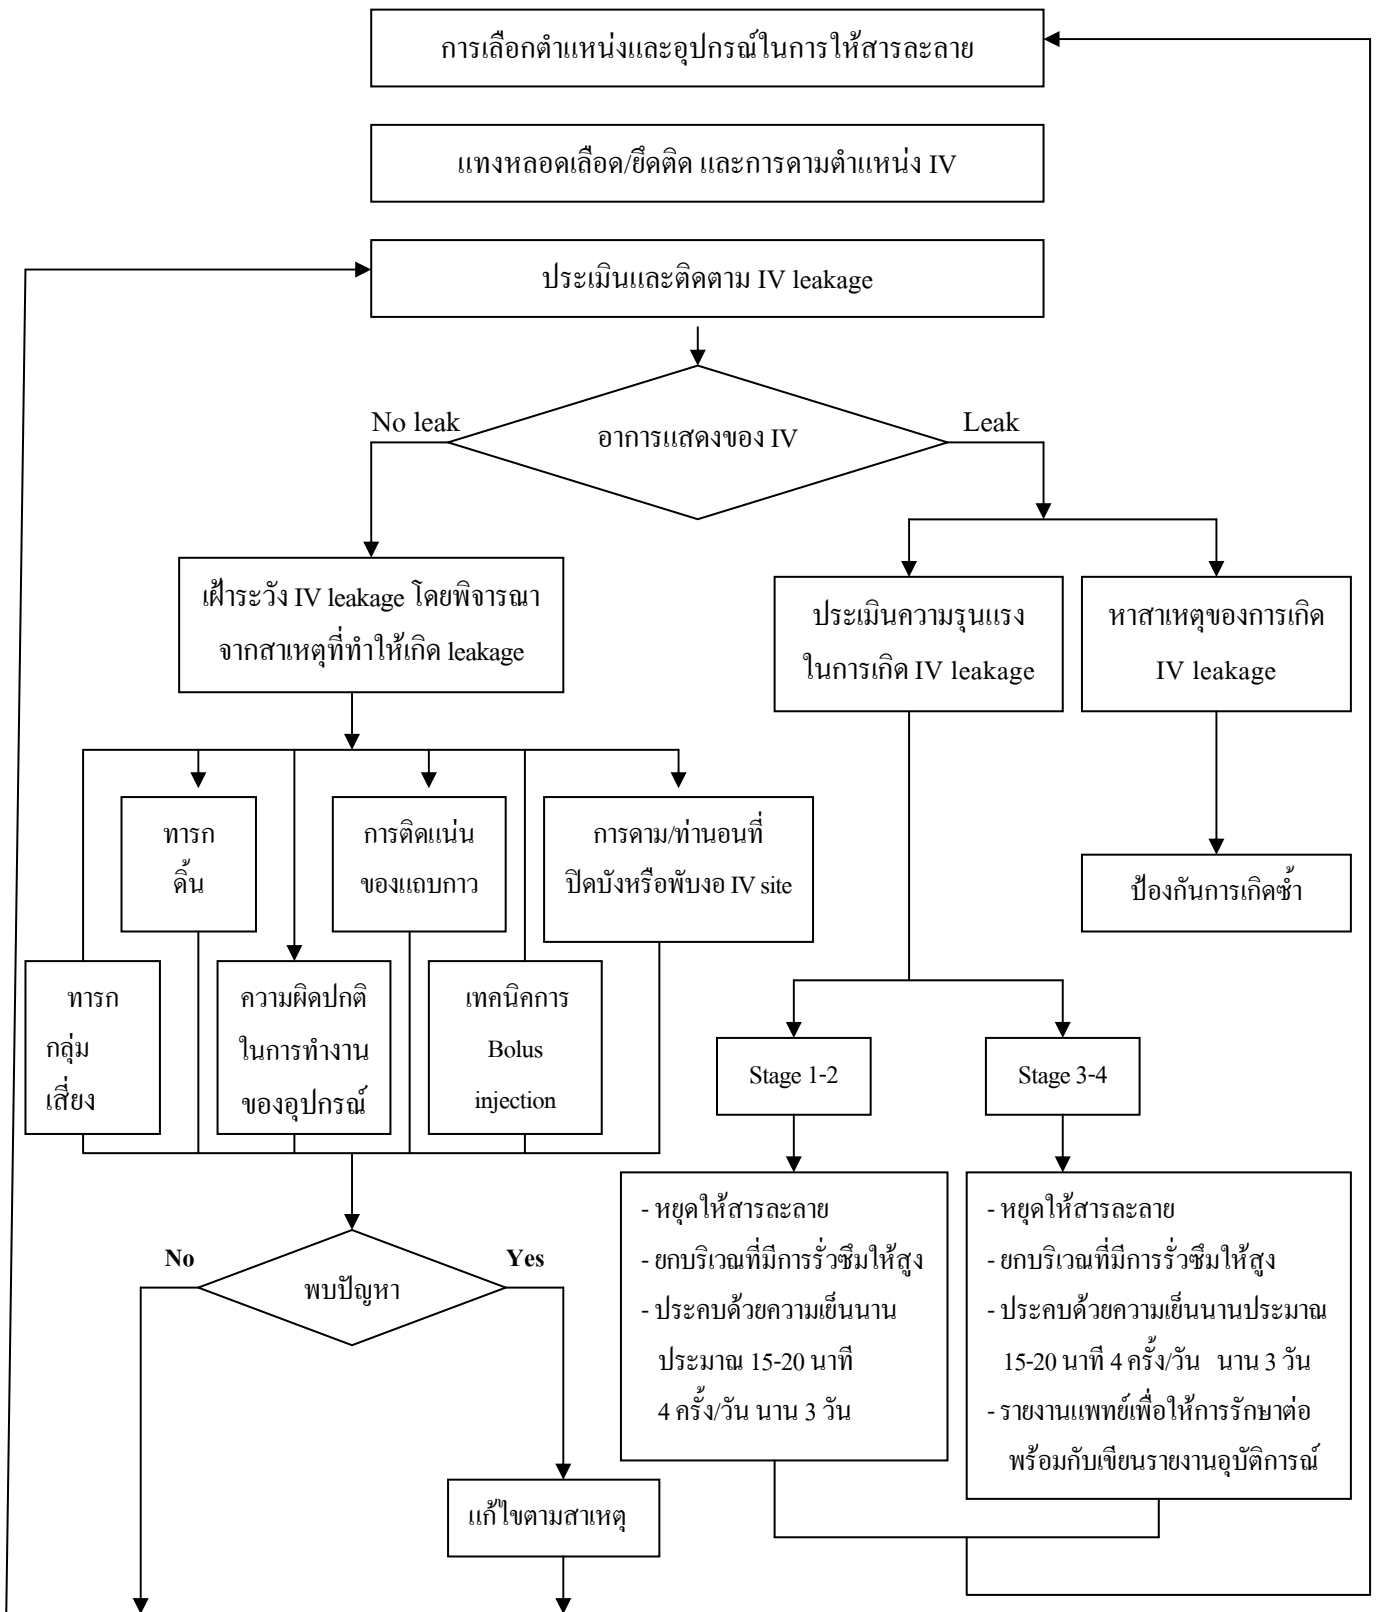 การเลือกตำแหน่งและอุปกรณ์ในการให้สารละลาย
แทงหลอดเลือด/ยึดติด และการดามตำแหน่ง IV
ประเมินและติดตาม IV leakage
No leak
Leak
อาการแสดงของ IV
เฝ้าระวัง IV leakage โดยพิจารณา
จากสาเหตุที่ทำให้เกิด leakage
ประเมินความรุนแรง
ในการเกิด IV leakage
หาสาเหตุของการเกิด
IV leakage
ทารก
ดิ้น
การติดแน่น
ของแถบกาว
การดาม/ท่านอนที่
ปิดบังหรือพับงอ IV site
ป้องกันการเกิดซ้ำ
ทารก
กลุ่ม
เสี่ยง
ความผิดปกติ
ในการทำงาน
ของอุปกรณ์
เทคนิคการ
Bolus
injection
Stage 1-2
Stage 3-4
- หยุดให้สารละลาย
- ยกบริเวณที่มีการรั่วซึมให้สูง
- ประคบด้วยความเย็นนาน
ประมาณ 15-20 นาที
4 ครั้ง/วัน นาน 3 วัน
- หยุดให้สารละลาย
- ยกบริเวณที่มีการรั่วซึมให้สูง
- ประคบด้วยความเย็นนานประมาณ
15-20 นาที 4 ครั้ง/วัน นาน 3 วัน
- รายงานแพทย์เพื่อให้การรักษาต่อ
พร้อมกับเขียนรายงานอุบัติการณ์
No
Yes
พบปัญหา
แก้ไขตามสาเหตุ